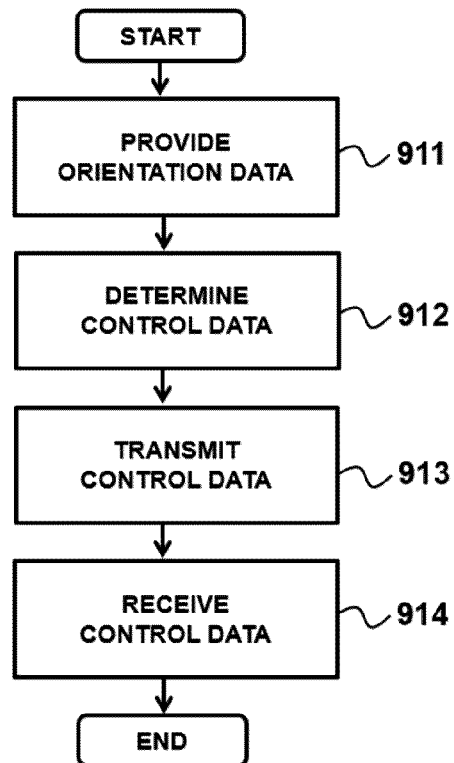 START
PROVIDE
ORIENTATION DATA
911
DETERMINE
CONTROL DATA
912
TRANSMIT
CONTROL DATA
913
RECEIVE
CONTROL DATA
914
END